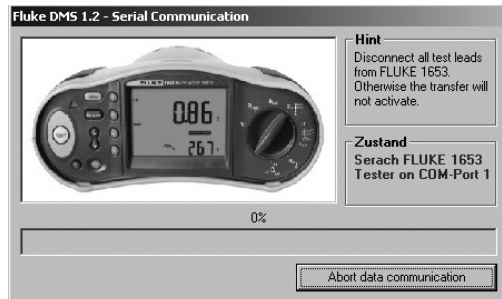 Fluke DMS 1.2 - Serial Communication
Hint
Disconnect all test leads
from FLUKE 1653.
Otherwise the transfer will
not activate.
Zustand
Serach FLUKE 1653
Tester on COM-Port 1
FLUKE
0.86
267
0%
Abort data communication